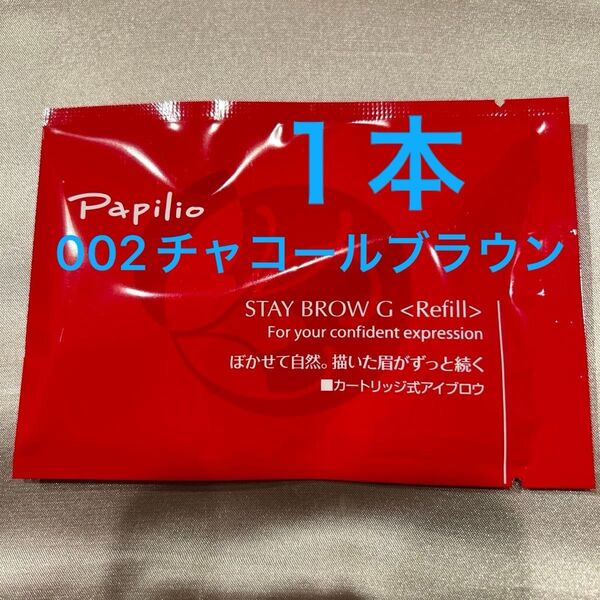 1本
Papilio
002チャコールブラウン
STAY BROW G <Refill>
For your confident expression
ぼかせて自然。描いた眉がずっと続く
■カートリッジ式アイブロウ